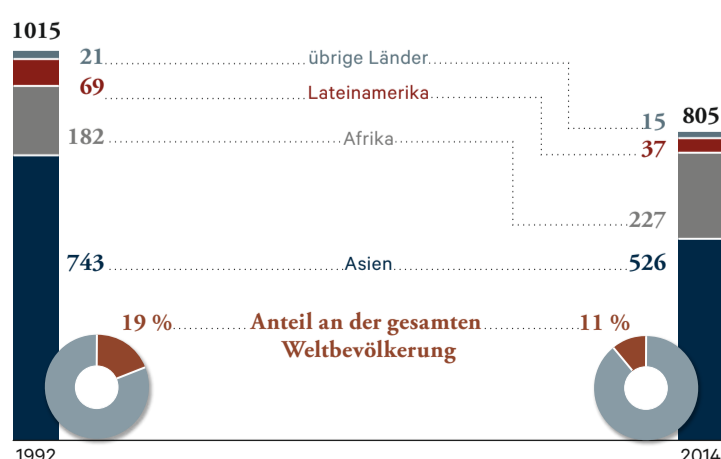 1015
21 übrige Länder
69 Lateinamerika
15 805
182 Afrika
37
227
743 Asien 526
19 % Anteil an der gesamten 11 %
Weltbevölkerung
1992 2014